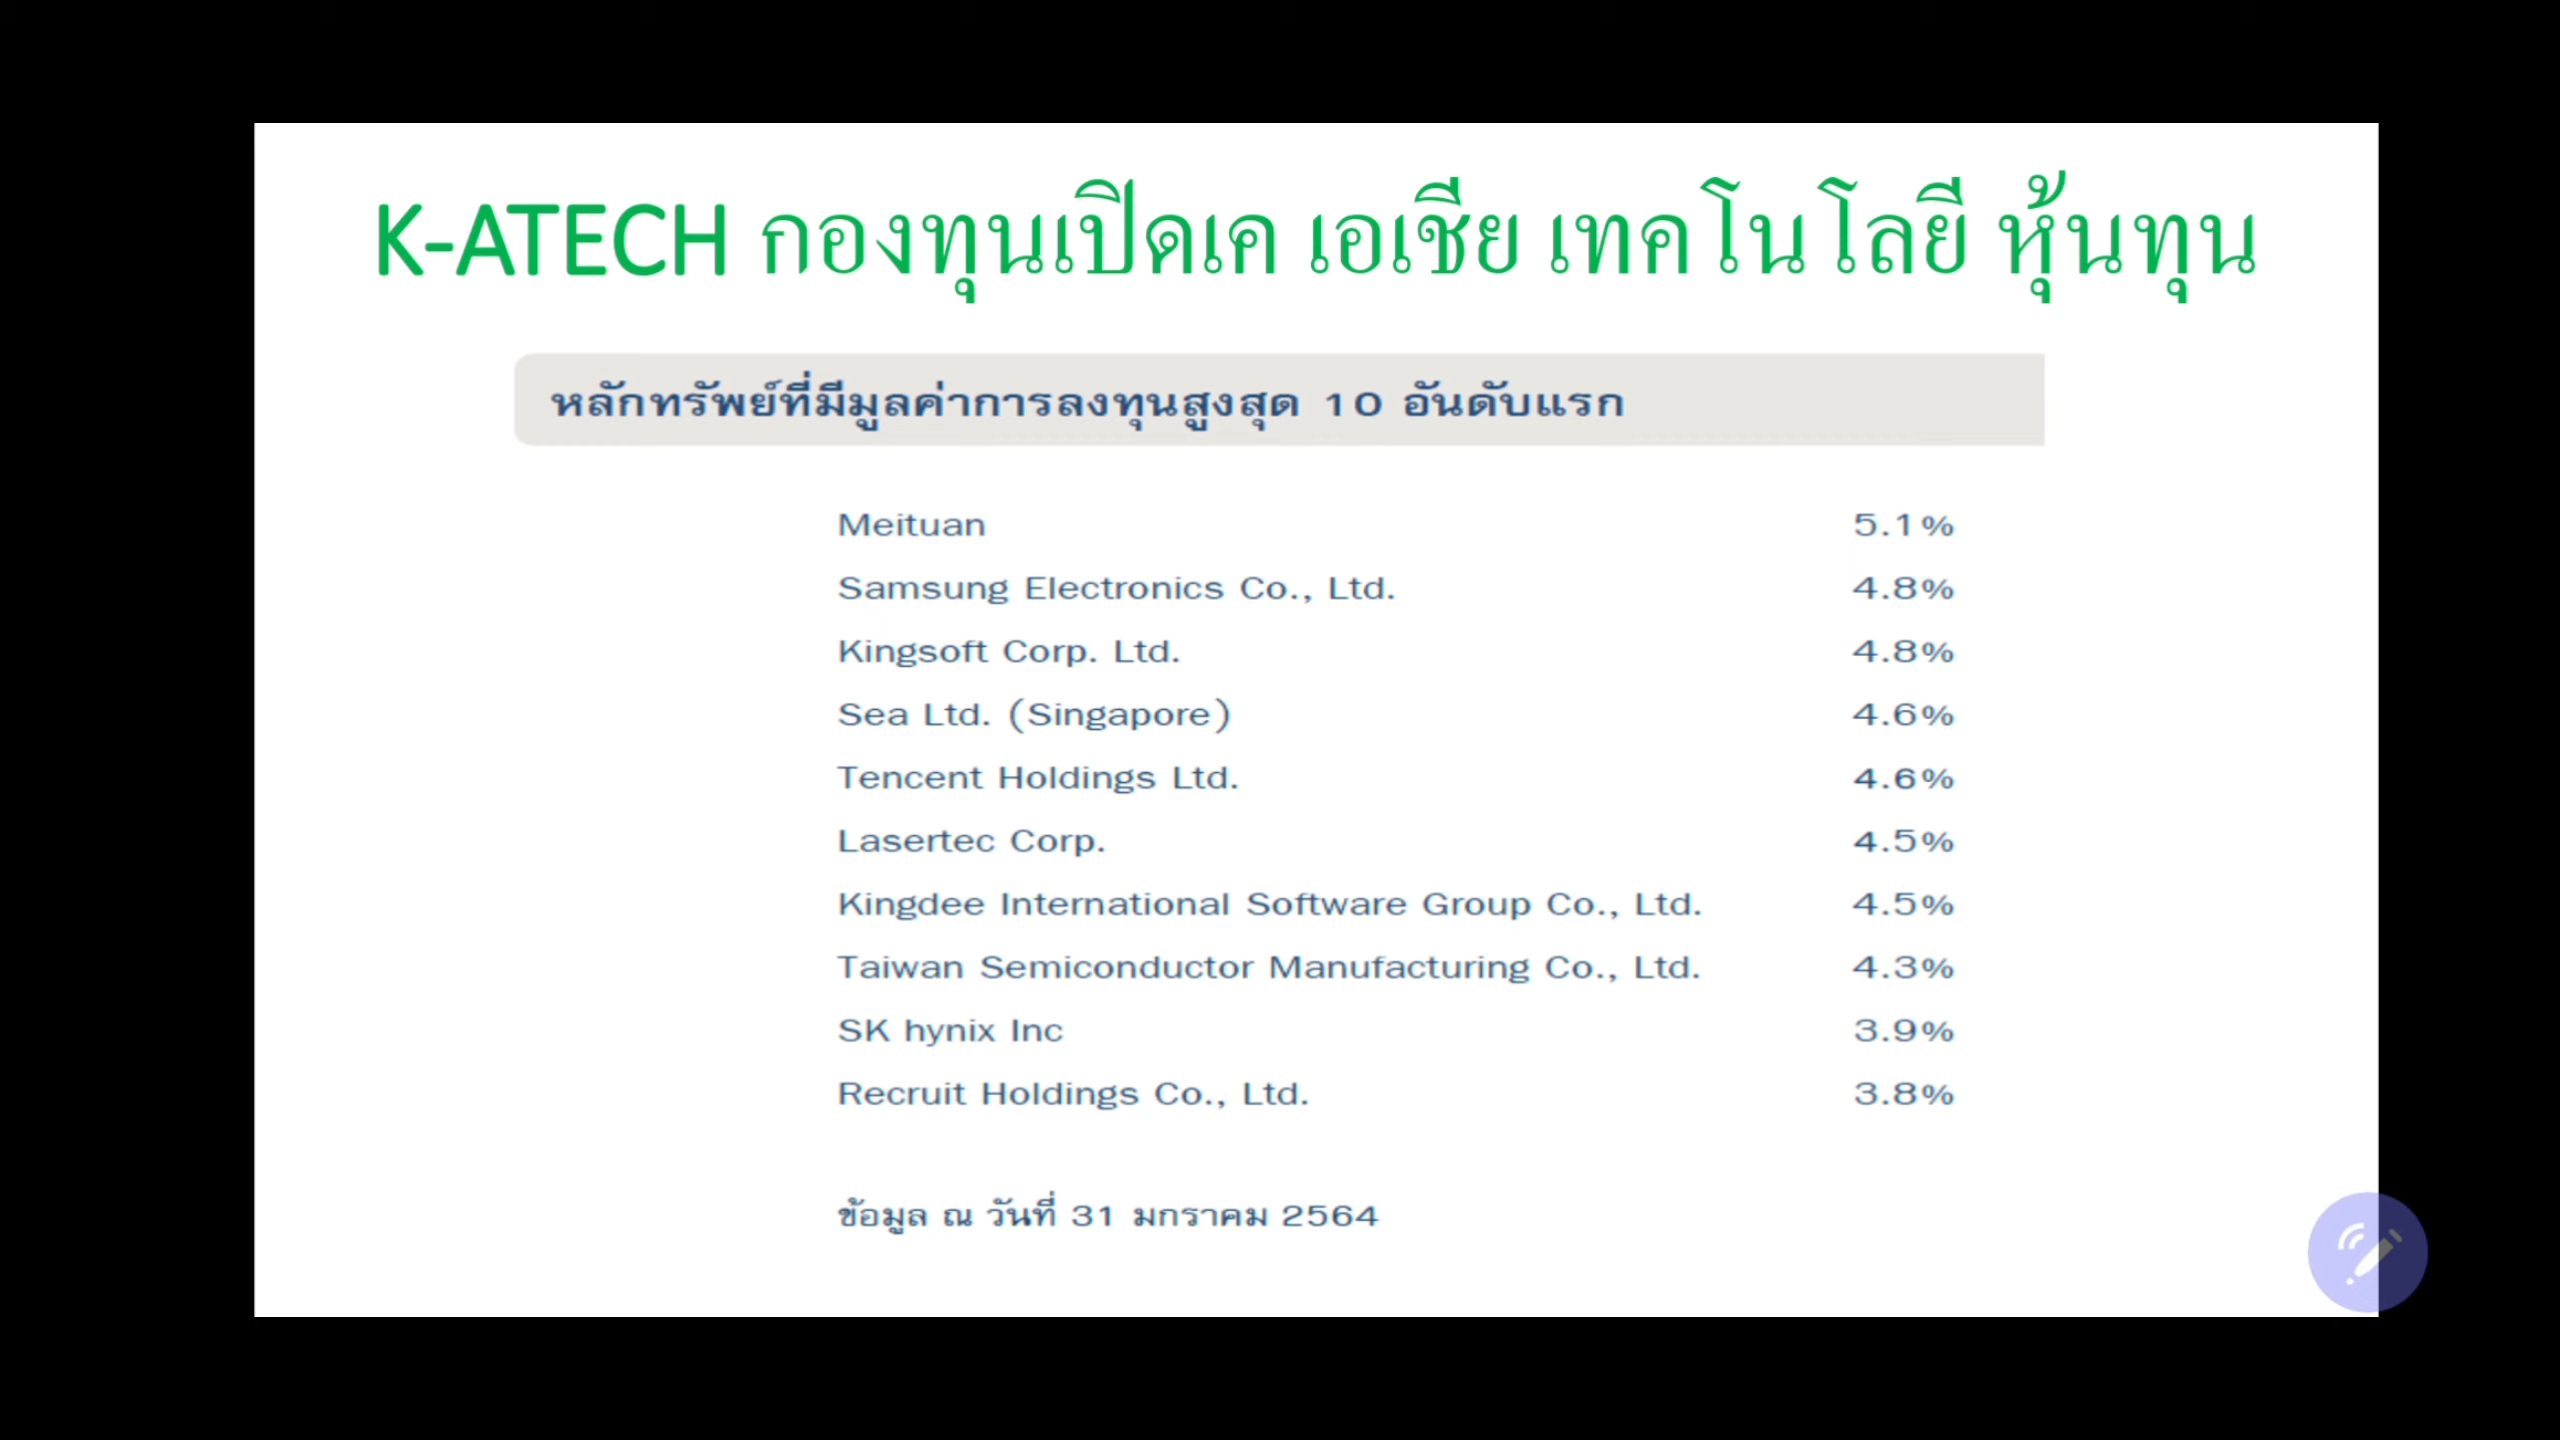 K-ATECH กองทุนเปิดเค เอเชีย เทคโนโลยี หุ้นทุน
หลักทรัพย์ที่มีมูลค่าการลงทุนสูงสุด 10 อันดับแรก
Meituan 5.1%
Samsung Electronics Co., Ltd. 4.8%
Kingsoft Corp. Ltd. 4.8%
Sea Ltd. (Singapore) 4.6%
Tencent Holdings Ltd. 4.6%
Lasertec Corp. 4.5%
Kingdee International Software Group Co., Ltd. 4.5%
Taiwan Semiconductor Manufacturing Co., Ltd. 4.3%
SK hynix Inc 3.9%
Recruit Holdings Co., Ltd. 3.8%
ข้อมูล ณ วันที่ 31 มกราคม 2564